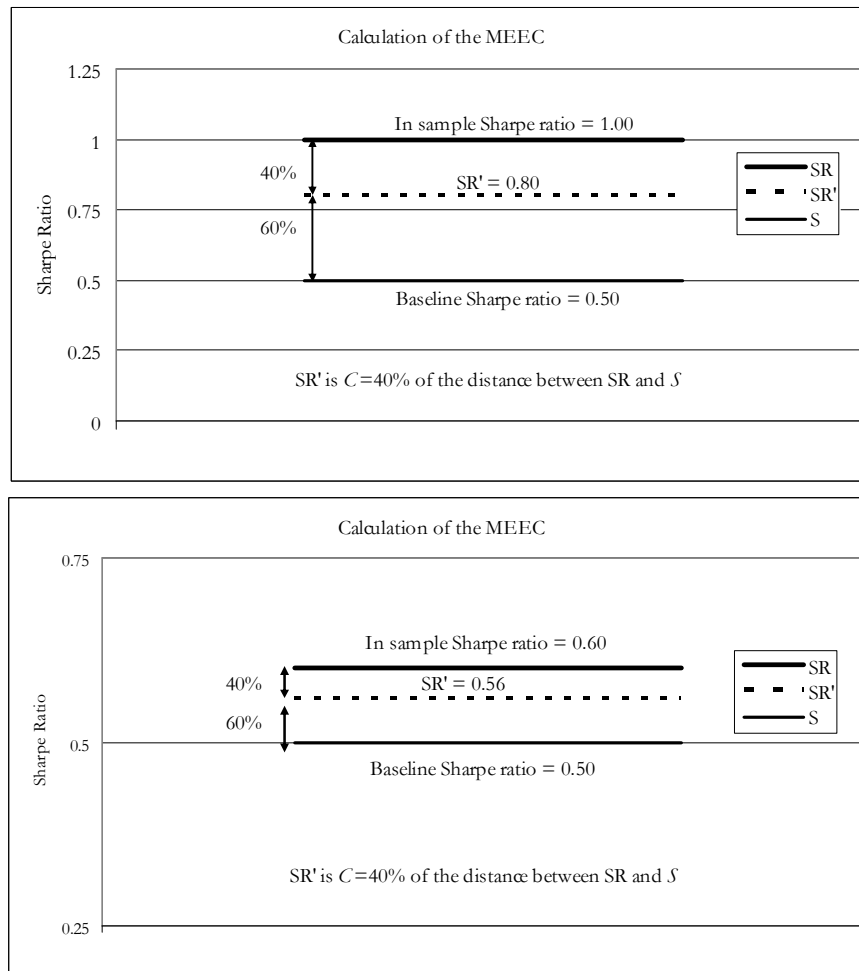 Calculation of the MEEC
1.25
In sample Sharpe ratio = 1.00
1
40%
SR' = 0.80
SR
SR'
S
0.75
60%
Sharpe Ratio
0.5
Baseline Sharpe ratio = 0.50
0.25
SR' is C=40% of the distance between SR and S
0
Calculation of the MEEC
0.75
In sample Sharpe ratio = 0.60
40%
SR' = 0.56
SR
SR'
S
60%
Sharpe Ratio
0.5
Baseline Sharpe ratio = 0.50
SR' is C=40% of the distance between SR and S
0.25